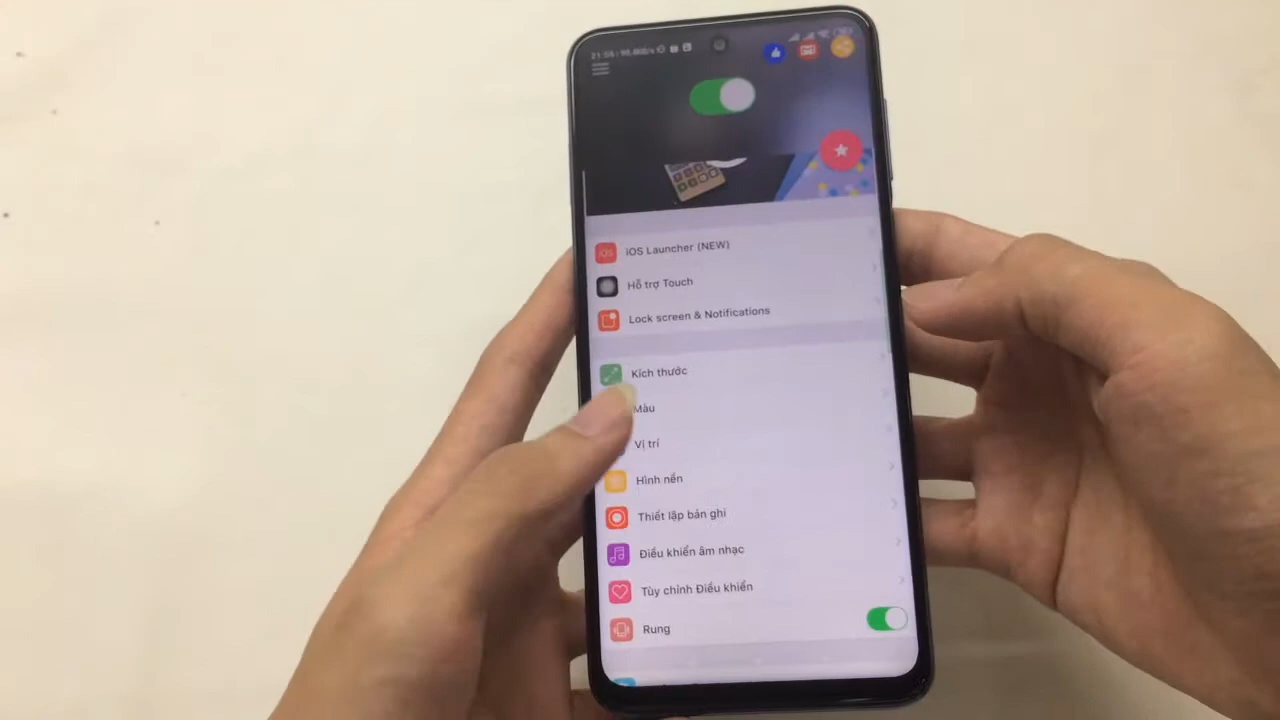 iOS Launcher (NEW)
Hỗ trợ Touch
Lock screen & Notifications
Kích thước
Màu
Vị trí
Hình nền
Thiết lập bản ghi
Điều khiển âm nhạc
Tùy chỉnh Điều khiển
Rung